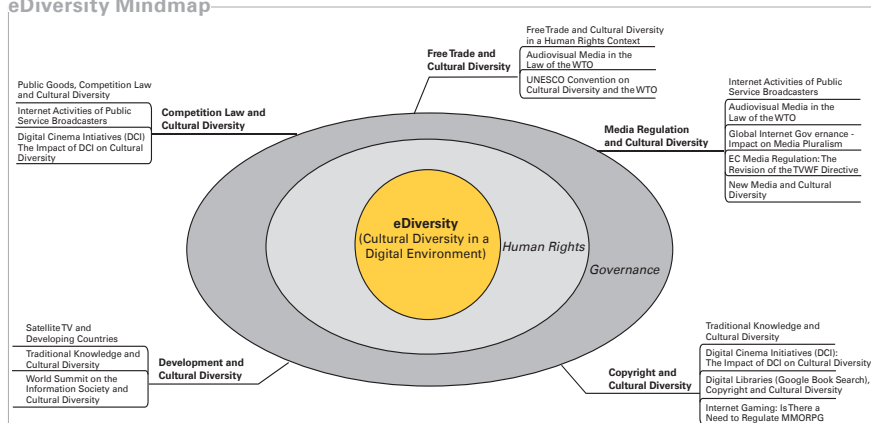 eDiversity Mindmap
Free Trade and
Cultural Diversity
Free Trade and Cultural Diversity
in a Human Rights Context
Audiovisual Media in the
Law of the WTO
UNESCO Convention on
Cultural Diversity and the WTO
Public Goods, Competition Law
and Cultural Diversity
Internet Activities of Public
Service Broadcasters
Digital Cinema Intiatives (DCI)
The Impact of DCI on Cultural
Diversity
Competition Law and
Cultural Diversity
Media Regulation
and Cultural Diversity
Internet Activities of Public
Service Broadcasters
Audiovisual Media in the
Law of the WTO
Global Internet Gov ernance -
Impact on Media Pluralism
EC Media Regulation: The
Revision of the TVWF Directive
New Media and Cultural
Diversity
eDiversity
(Cultural Diversity in a
Digital Environment)
Human Rights
Governance
Satellite TV and
Developing Countries
Traditional Knowledge and
Cultural Diversity
World Summit on the
Information Society and
Cultural Diversity
Development and
Cultural Diversity
Copyright and
Cultural Diversity
Traditional Knowledge and
Cultural Diversity
Digital Cinema Initiatives (DCI):
The Impact of DCI on Cultural Diversity
Digital Libraries (Google Book Search),
Copyright and Cultural Diversity
Internet Gaming: Is There a
Need to Regulate MMORPG